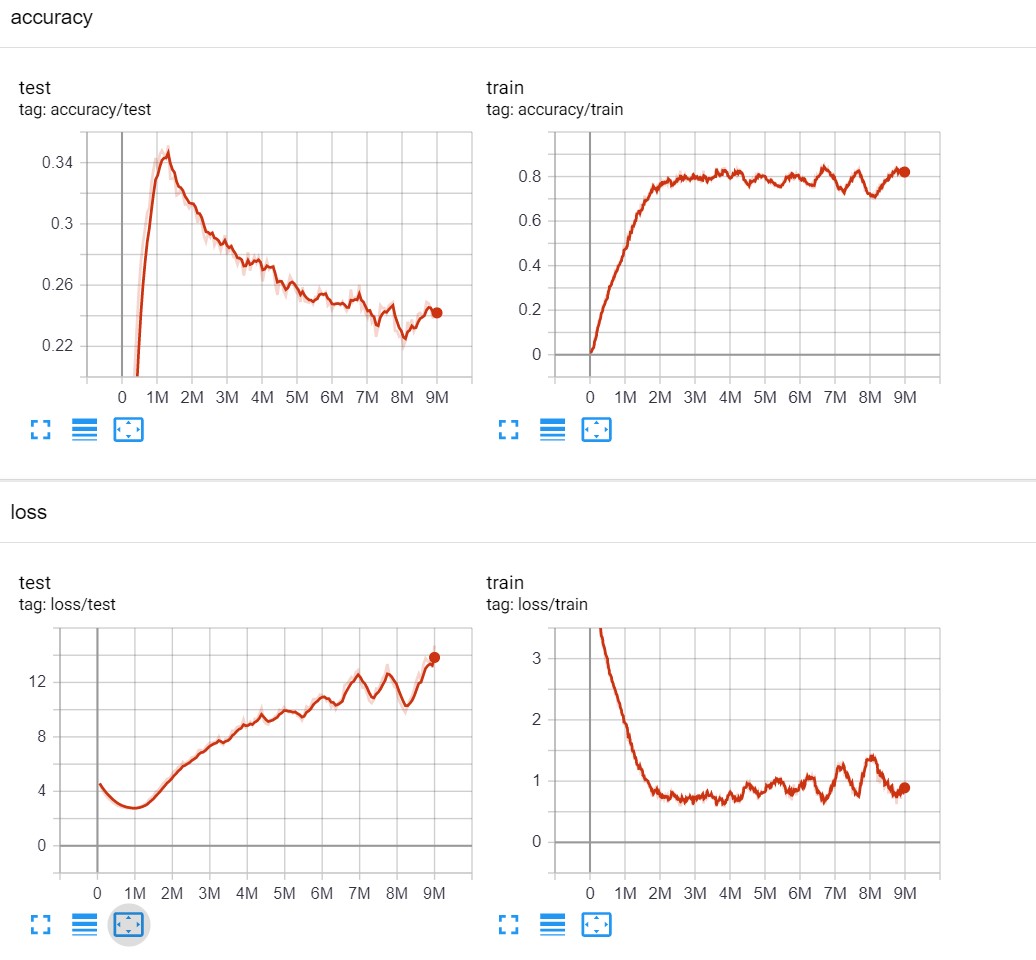 accuracy
test
tag: accuracy/test
0.34
0.3
0.26
0.22
0 1M 2M 3M 4M 5M 6M 7M 8M 9M
train
tag: accuracy/train
0.8
0.6
0.4
0.2
0
0 1M 2M 3M 4M 5M 6M 7M 8M 9M
loss
test
tag: loss/test
12
8
4
0
0 1M 2M 3M 4M 5M 6M 7M 8M 9M
train
tag: loss/train
3
2
1
0
0 1M 2M 3M 4M 5M 6M 7M 8M 9M